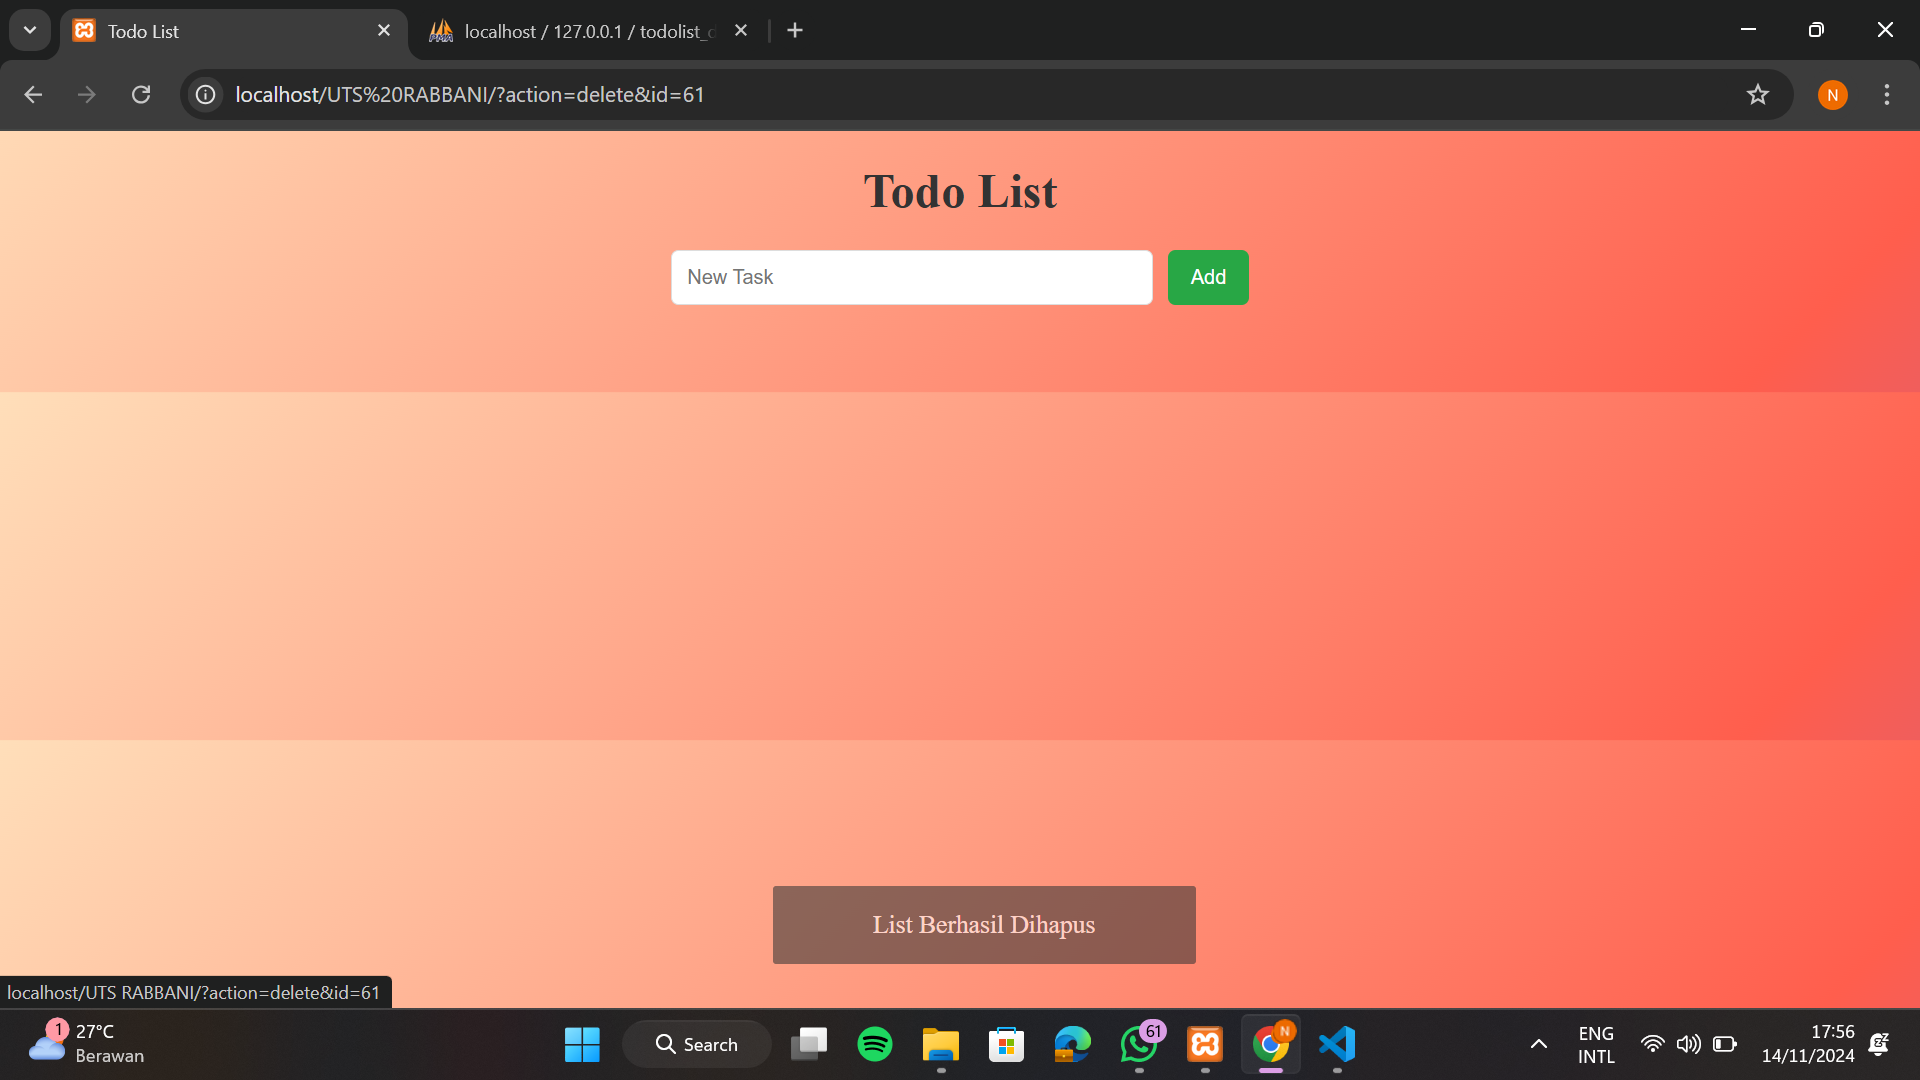 Todo List
localhost / 127.0.0.1 / todolist_d
localhost/UTS%20RABBANI/?action=delete&id=61
N
Todo List
New Task
Add
List Berhasil Dihapus
localhost/UTS RABBANI/?action=delete&id=61
1
27°C
Berawan
Search
61
N
ENG
INTL
17:56
14/11/2024